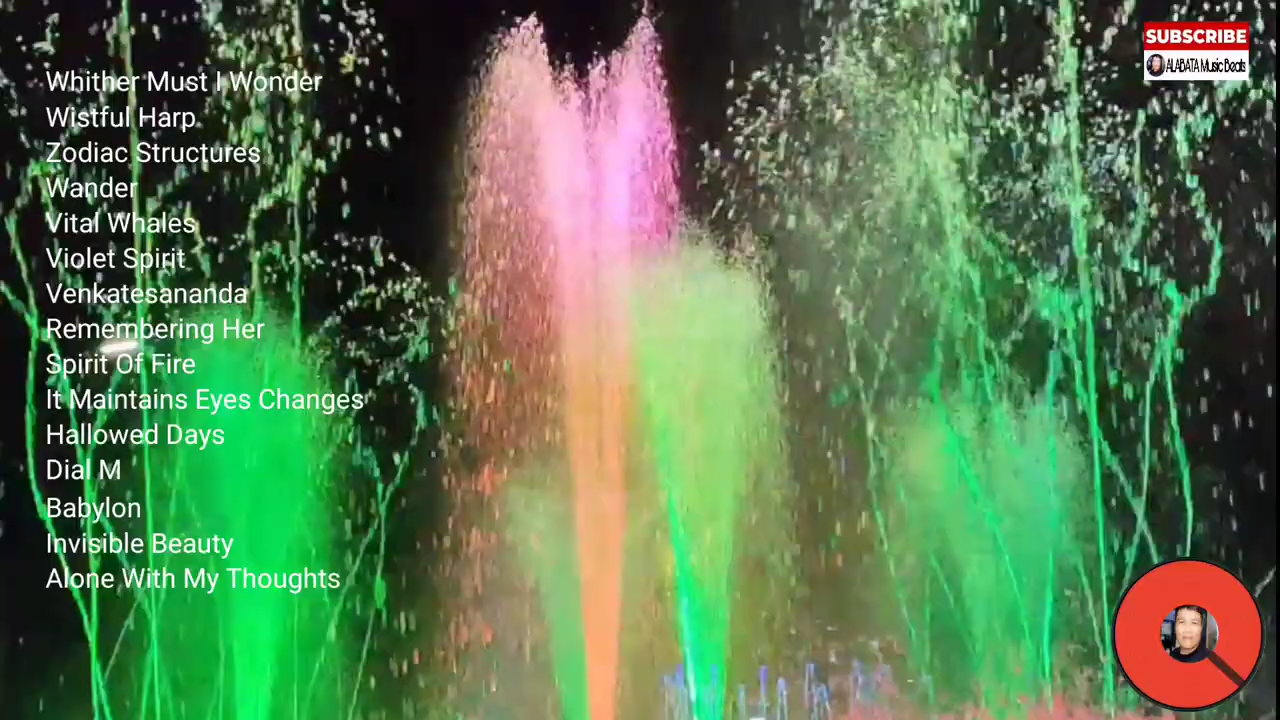 Whither Must I Wonder
Wistful Harp
Zodiac Structures
Wander
Vital Whales
Violet Spirit
Venkatesananda
Remembering Her
Spirit Of Fire
It Maintains Eyes Changes
Hallowed Days
Dial M
Babylon
Invisible Beauty
Alone With My Thoughts
SUBSCRIBE
ALABATA Music Beats